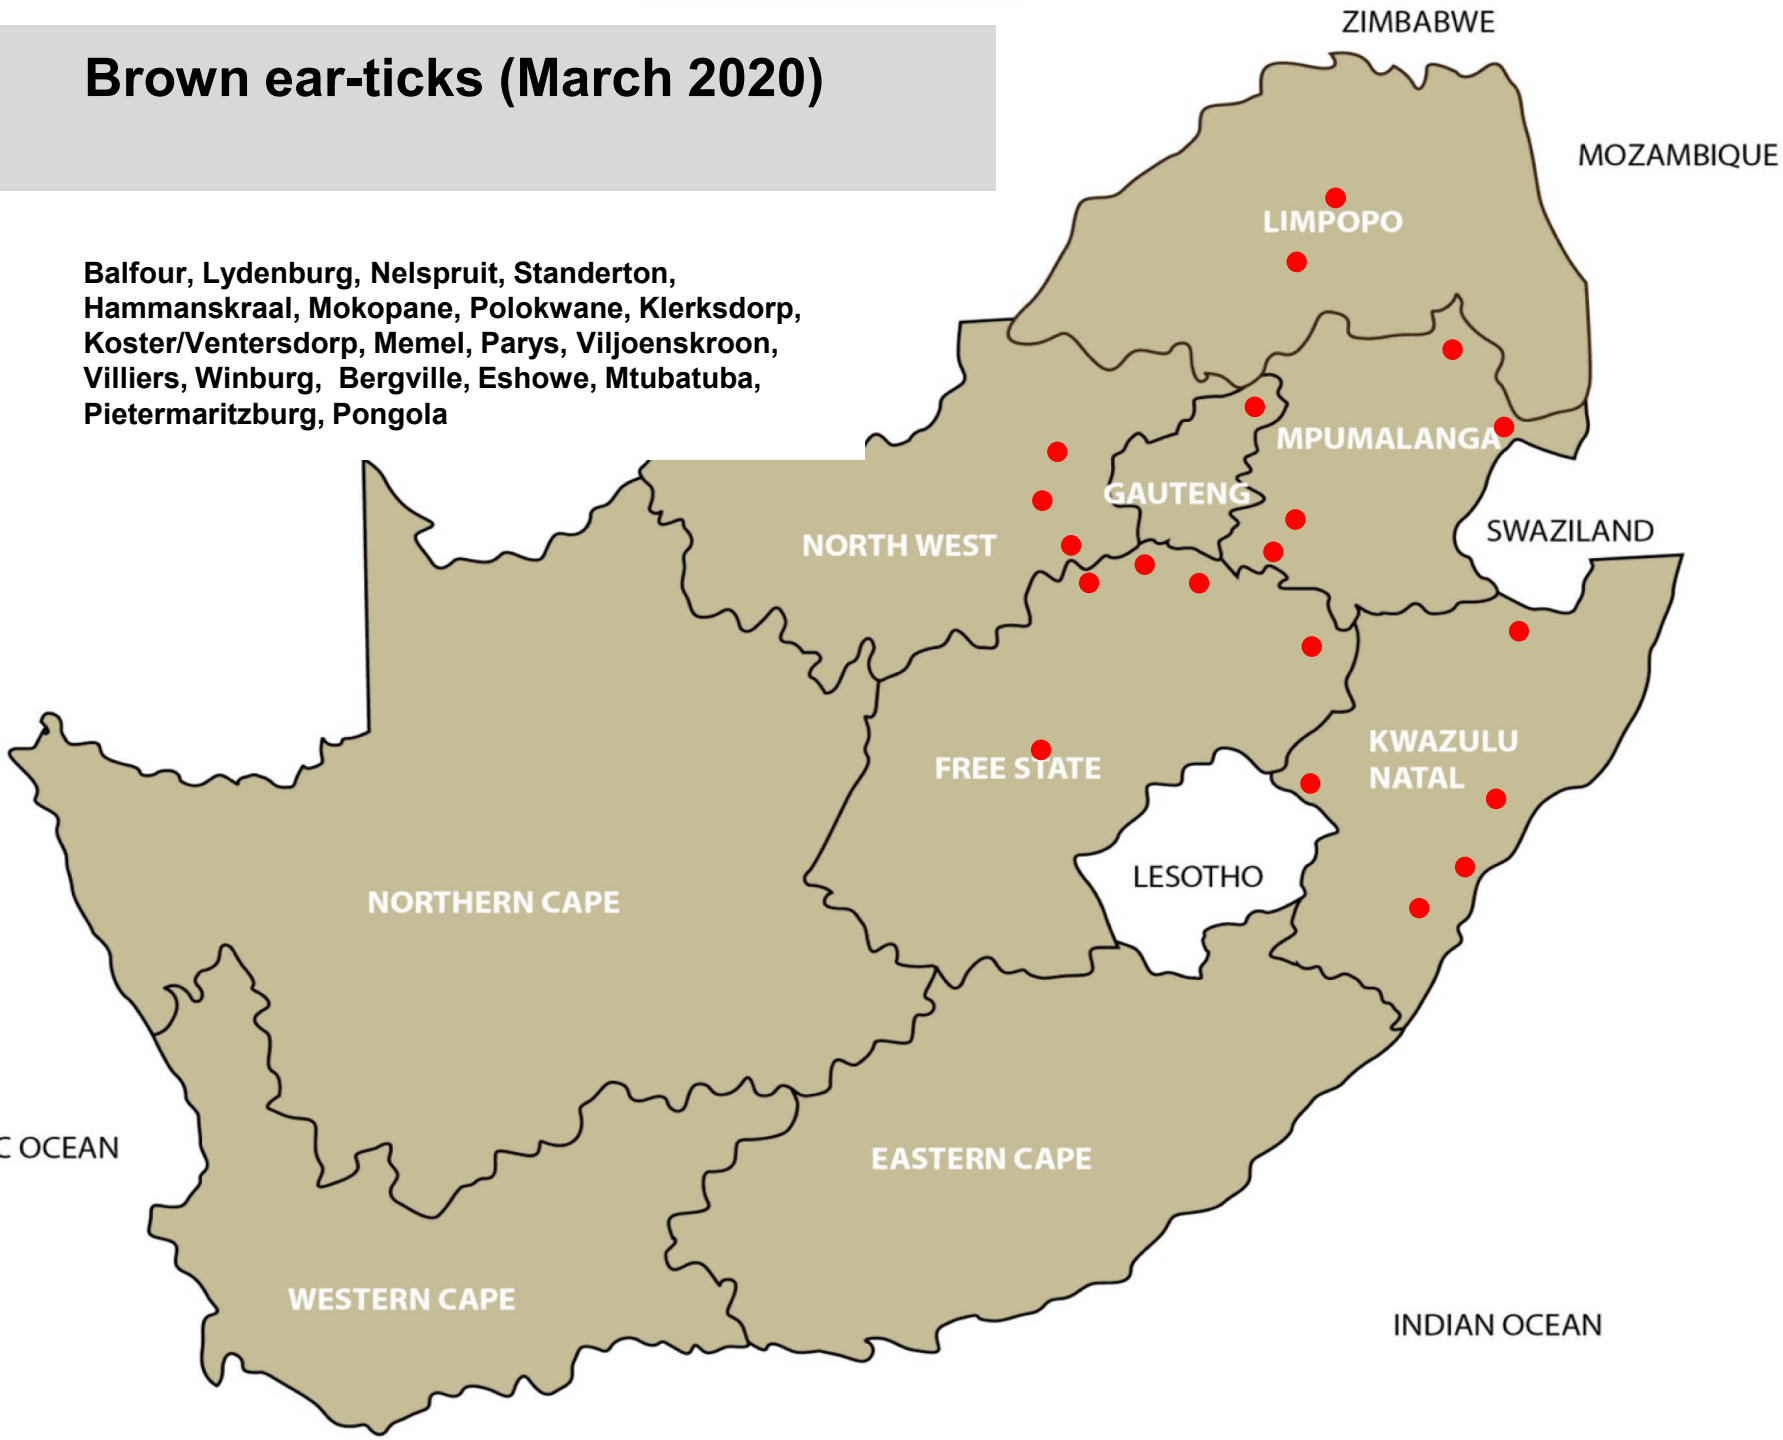 Brown ear-ticks (March 2020)
Balfour, Lydenburg, Nelspruit, Standerton,
Hammanskraal, Mokopane, Polokwane, Klerksdorp,
Koster/Ventersdorp, Memel, Parys, Viljoenskroon,
Villiers, Winburg, Bergville, Eshowe, Mtubatuba,
Pietermaritzburg, Pongola
ZIMBABWE
MOZAMBIQUE
LIMPOPO
MPUMALANGA
GAUTENG
NORTH WEST
SWAZILAND
KWAZULU
NATAL
FREE STATE
LESOTHO
NORTHERN CAPE
C OCEAN
EASTERN CAPE
WESTERN CAPE
INDIAN OCEAN